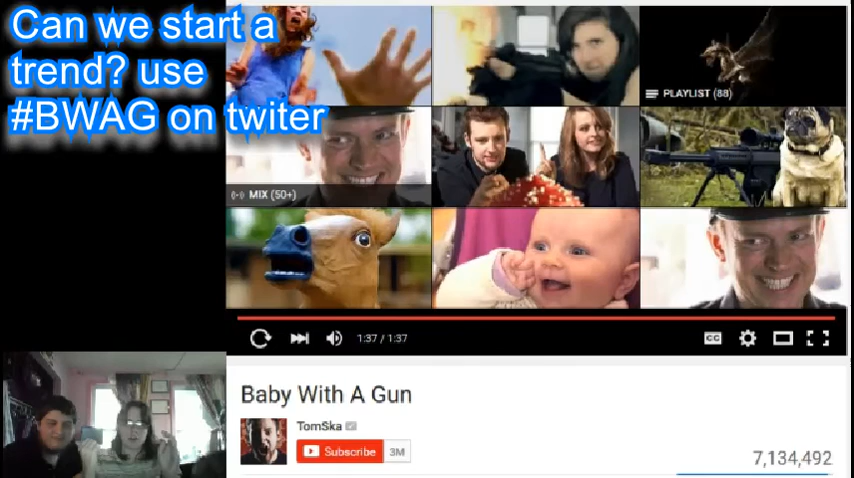 Can we start a
trend? use
#BWAG on twiter
PLAYLIST (88)
MIX (50+)
1:37 / 1:37
CC
Baby With A Gun
TomSka
Subscribe 3M
7,134,492